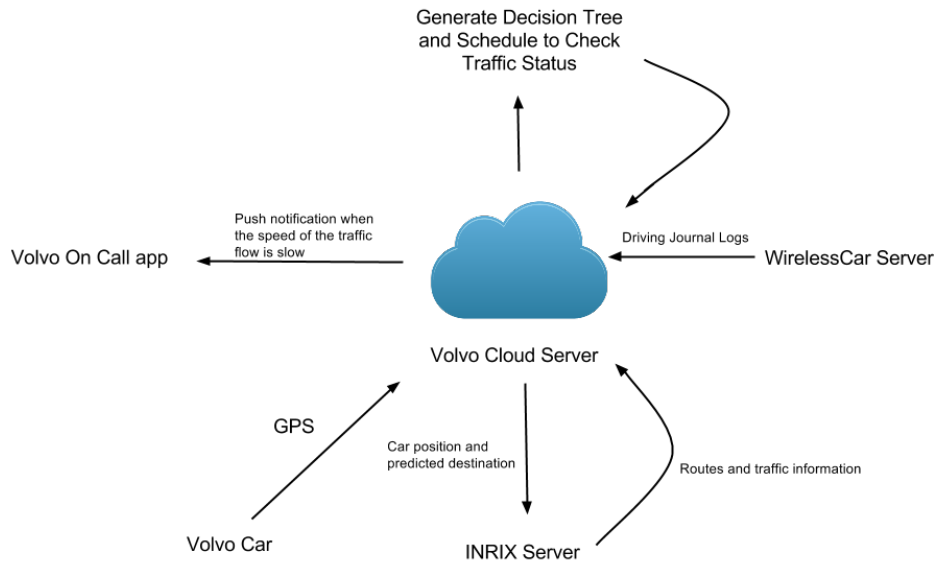 Generate Decision Tree
and Schedule to Check
Traffic Status
Push notification when
the speed of the traffic
flow is slow
Volvo On Call app
Driving Journal Logs
WirelessCar Server
Volvo Cloud Server
GPS
Car position and
predicted destination
Routes and traffic information
Volvo Car
INRIX Server